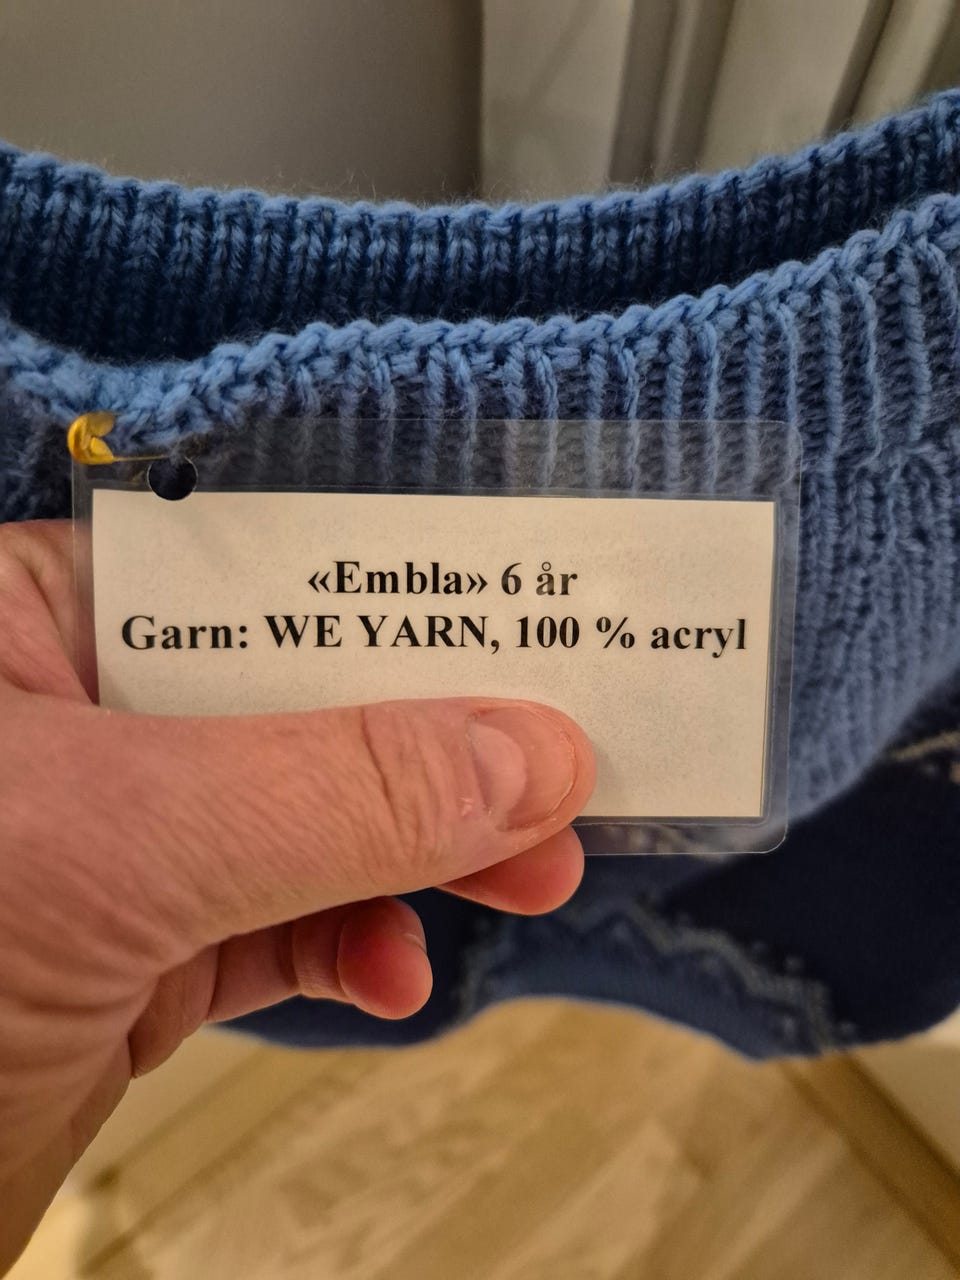 «Embla» 6 år
Garn: WE YARN, 100 % acryl